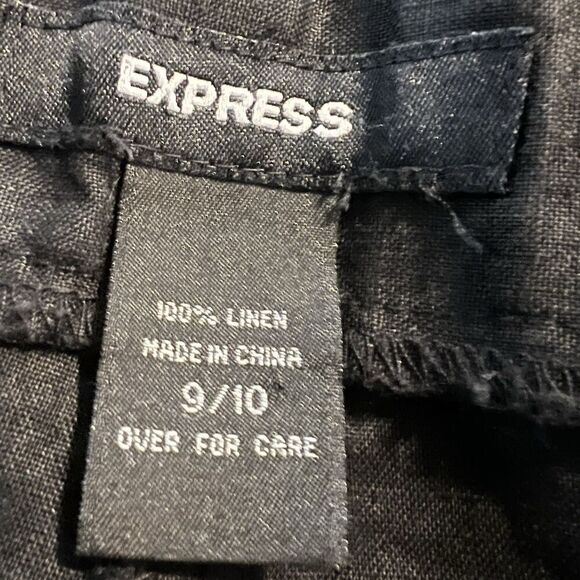 EXPRESS
100% LINEN
MADE IN CHINA
9/10
OVER FOR CARE